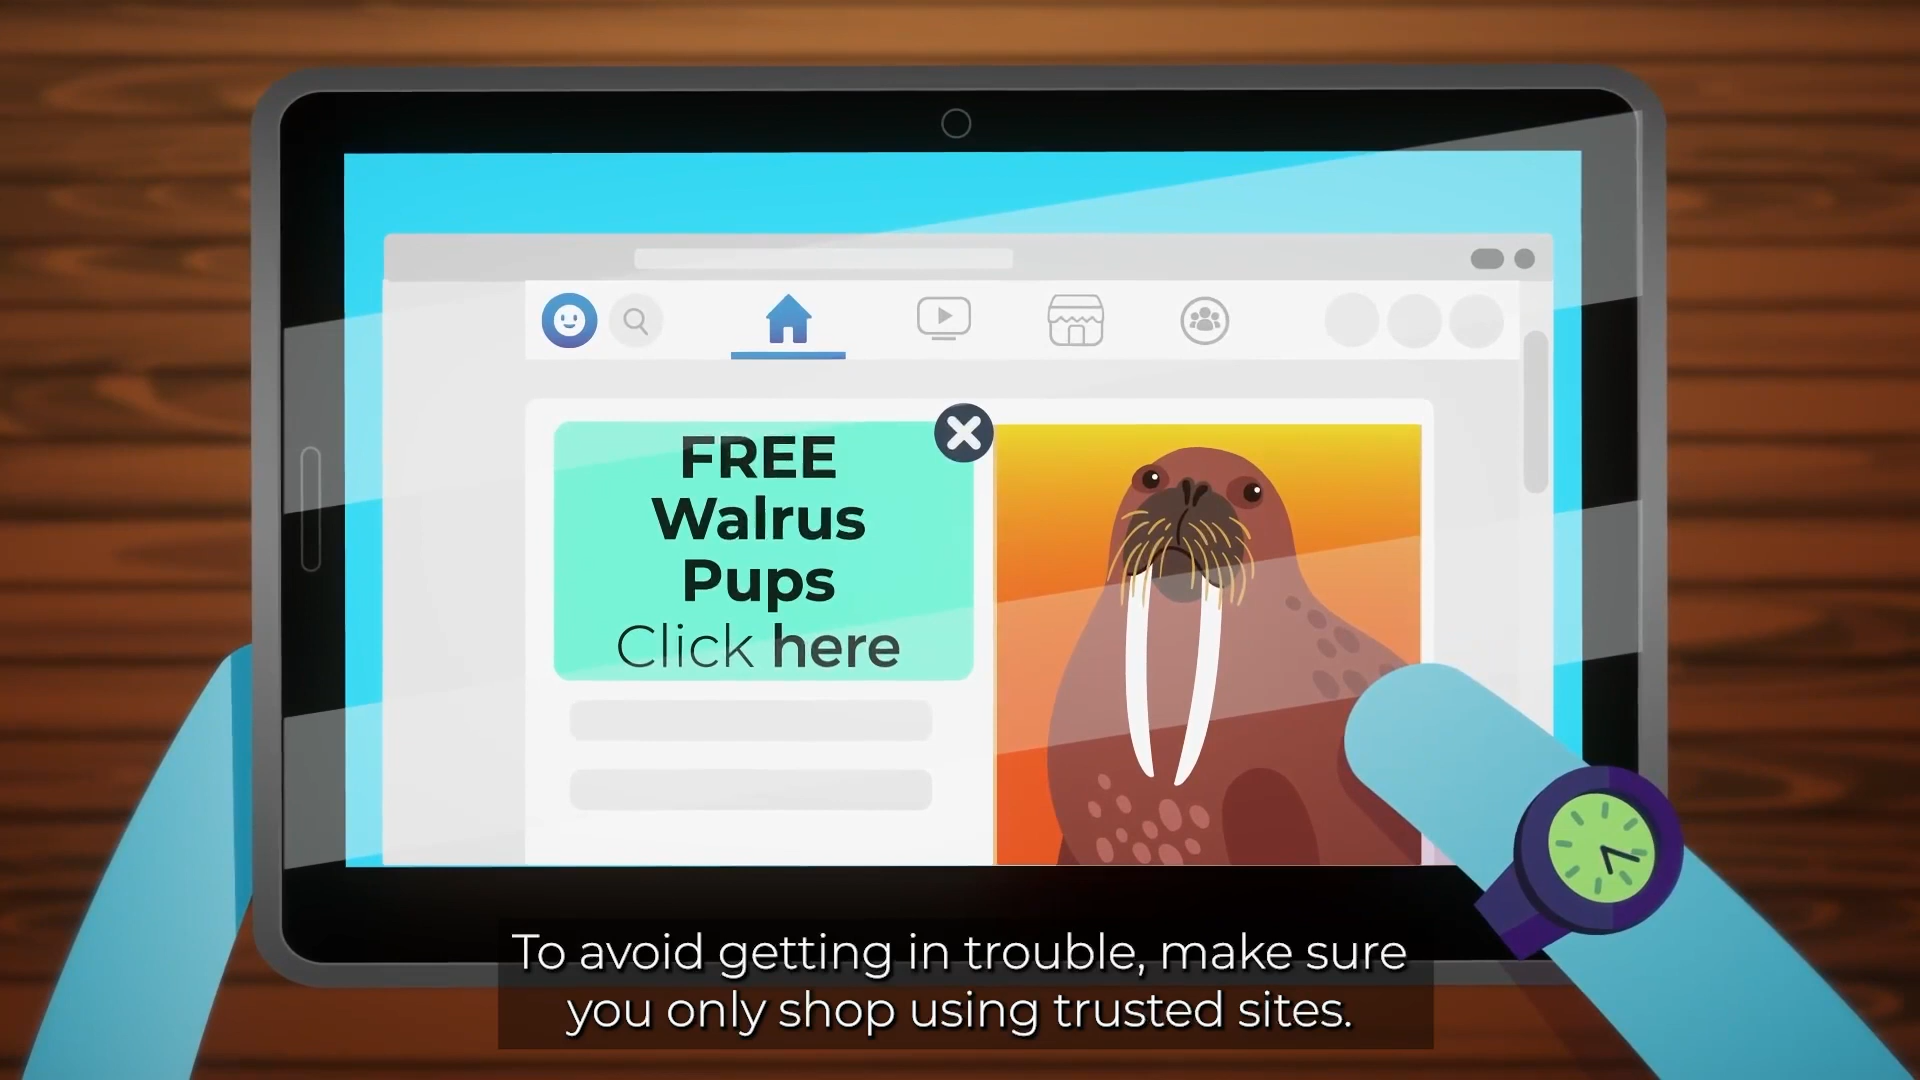 FREE
Walrus
Pups
Click here
To avoid getting in trouble, make sure
you only shop using trusted sites.